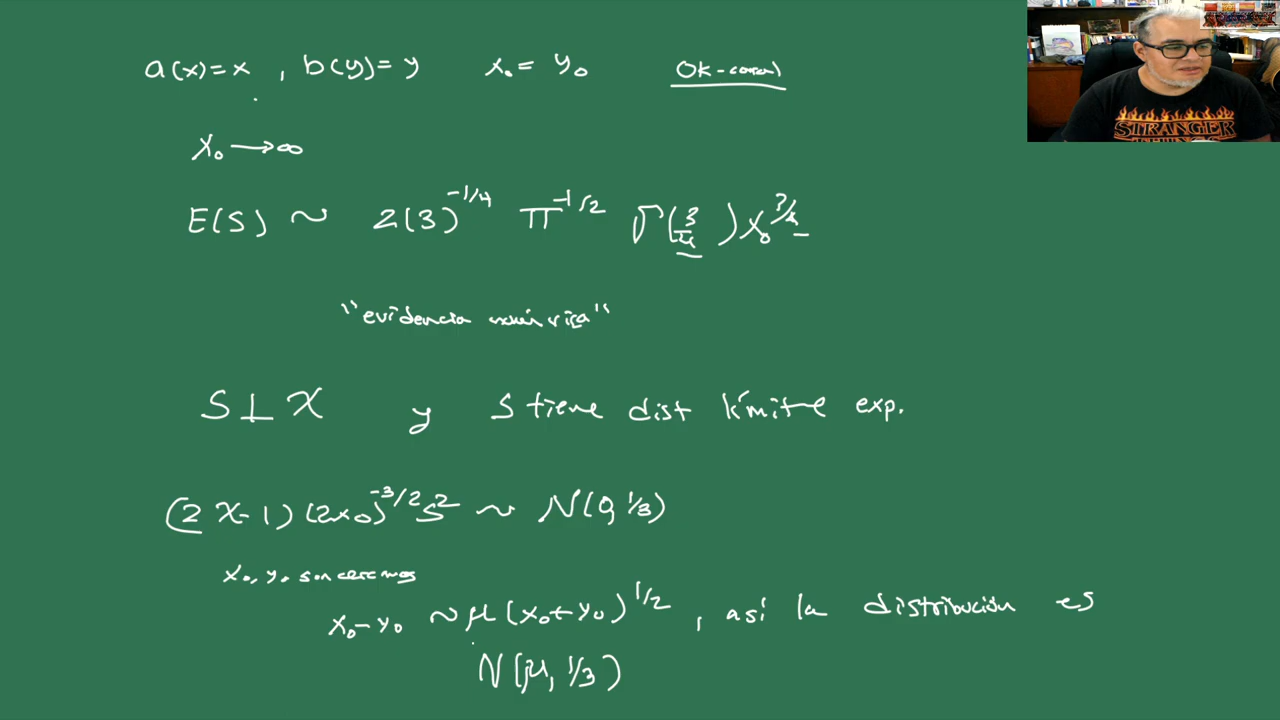 a(x)=x , b(y)=y x₀ = y₀ OK-corral
x₀ → ∞
E(S) ~ 2(3)^{-1/4} π^{-1/2} Γ(3/4) x₀^{3/4}
"evidencia numérica"
S ⊥ X y S tiene dist límite exp.
(2X-1)(2x₀)^{-3/2} S² ~ N(0, 1/3)
x₀, y₀ son cercanos
x₀ - y₀ ~ μ(x₀+y₀)^{1/2} , así la distribución es
N(μ, 1/3)
STRANGER
THINGS